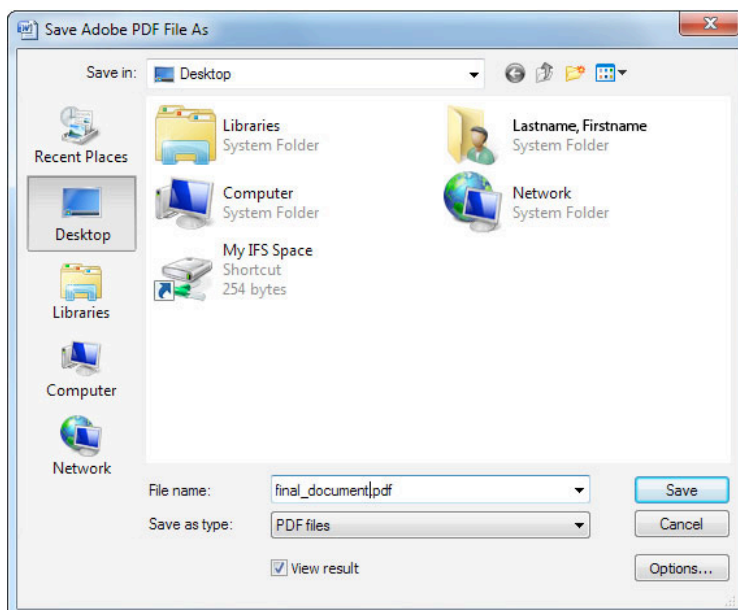 Save Adobe PDF File As
Save in: Desktop
Recent Places
Desktop
Libraries
Computer
Network
Libraries
System Folder
Lastname, Firstname
System Folder
Computer
System Folder
Network
System Folder
My IFS Space
Shortcut
254 bytes
File name: final_document.pdf
Save
Save as type: PDF files
Cancel
View result
Options...